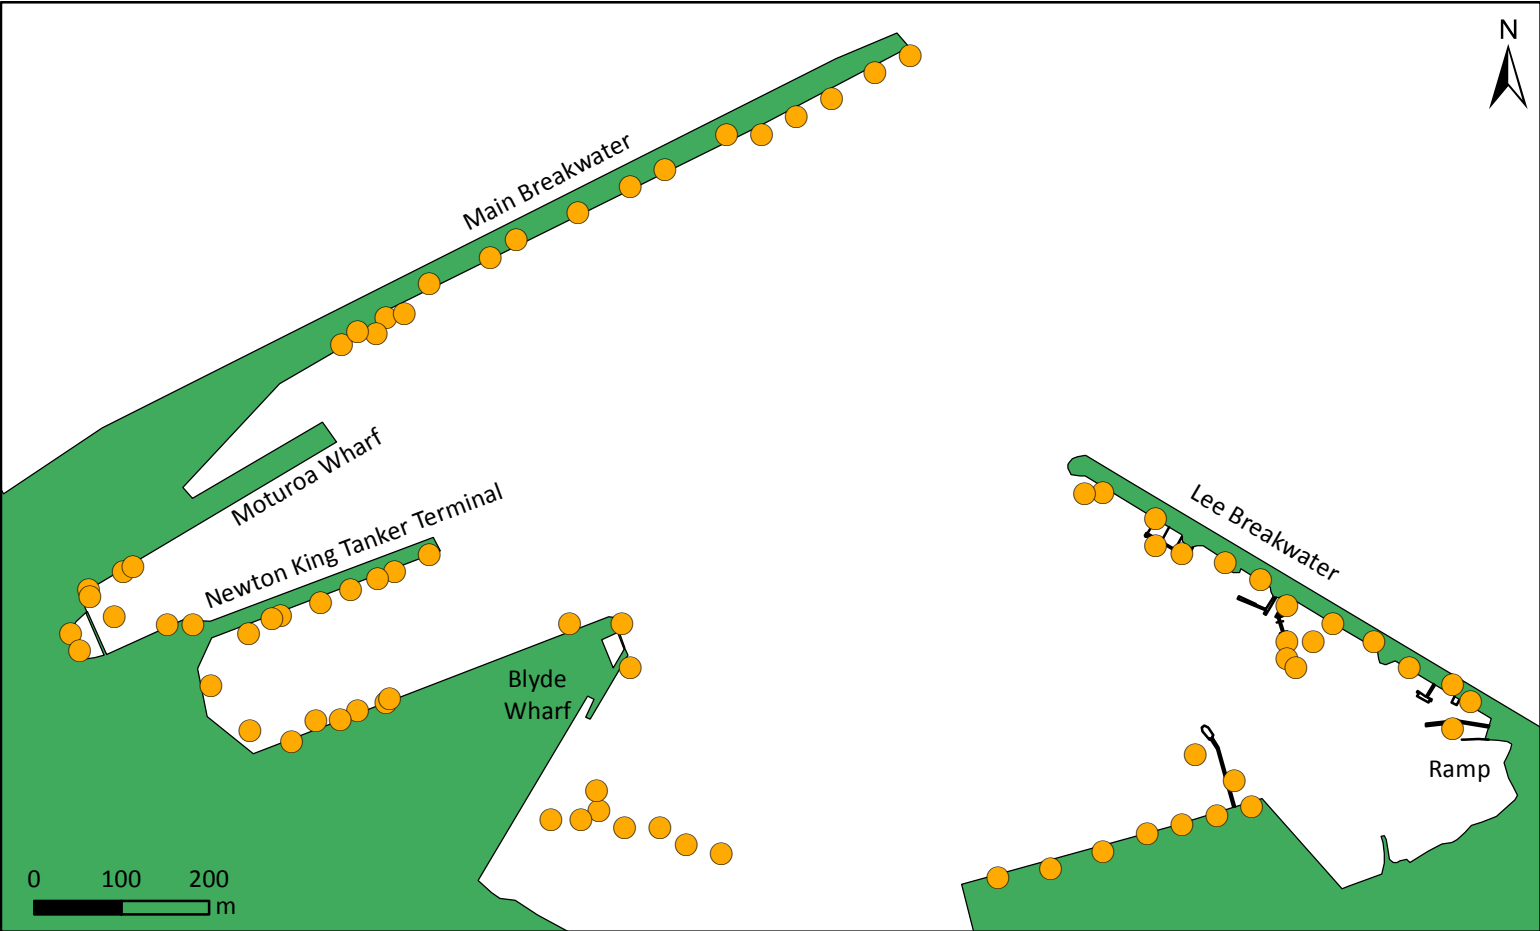 N
Main Breakwater
Moturoa Wharf
Newton King Tanker Terminal
Lee Breakwater
Blyde
Wharf
Ramp
0 100 200
m